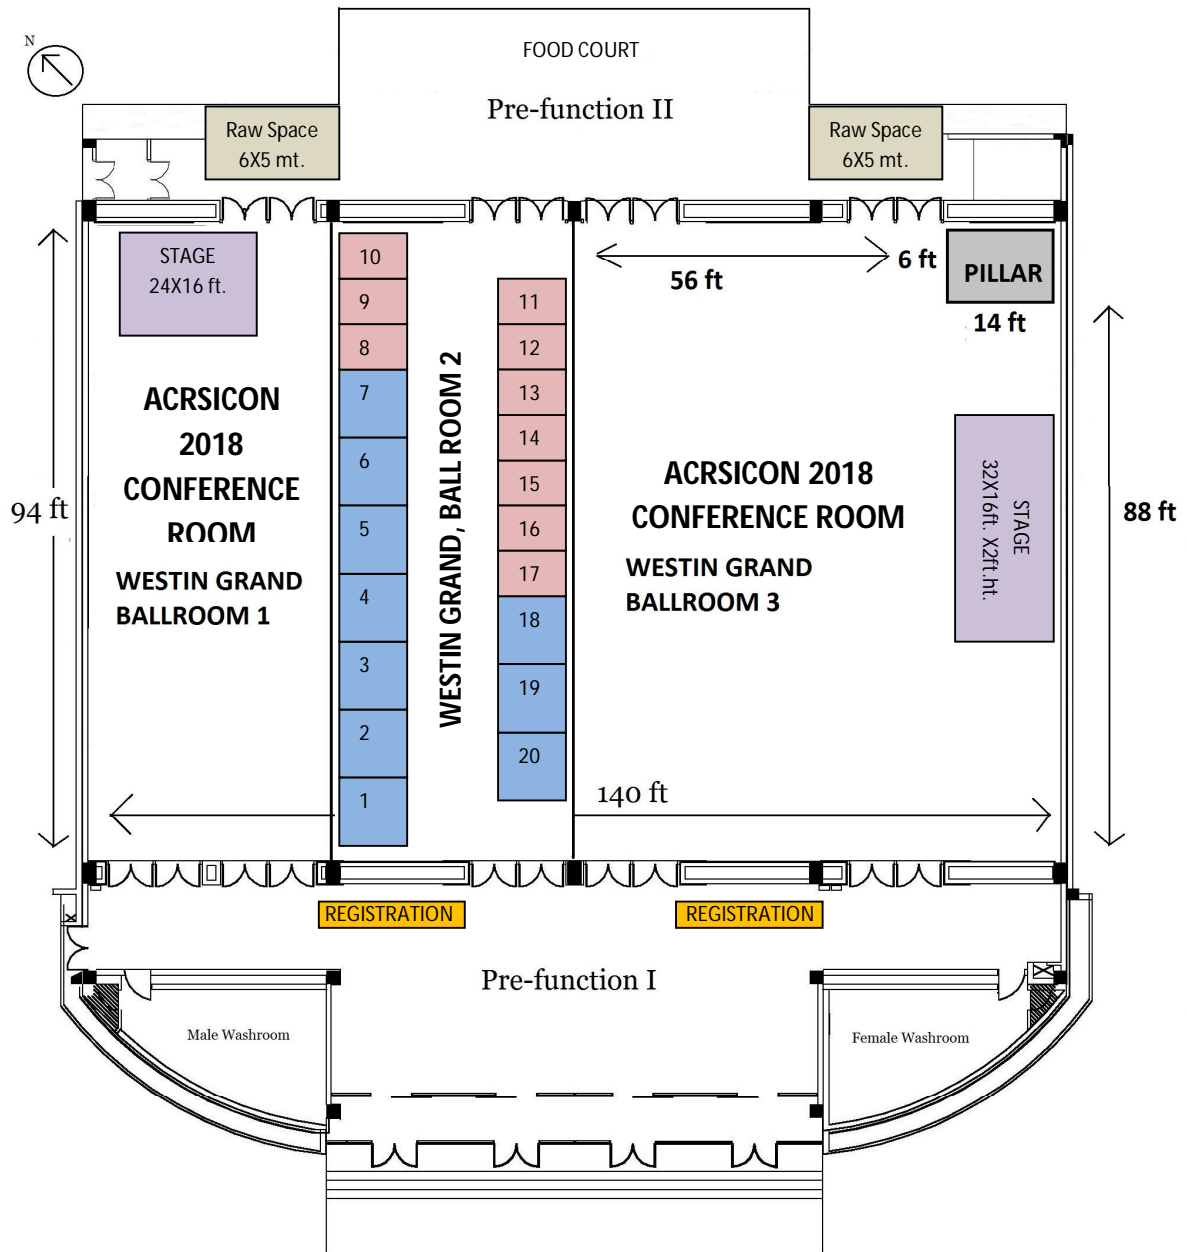 N
FOOD COURT
Pre-function II
Raw Space
6X5 mt.
Raw Space
6X5 mt.
STAGE
24X16 ft.
10
9
8
7
6
5
4
3
2
1
11
12
13
14
15
16
17
18
19
20
56 ft
6 ft
PILLAR
14 ft
ACRSICON
2018
CONFERENCE
ROOM
WESTIN GRAND
BALLROOM 1
94 ft
WESTIN GRAND, BALL ROOM 2
ACRSICON 2018
CONFERENCE ROOM
WESTIN GRAND
BALLROOM 3
STAGE
32X16ft. X2ft.ht.
88 ft
140 ft
REGISTRATION
REGISTRATION
Pre-function I
Male Washroom
Female Washroom